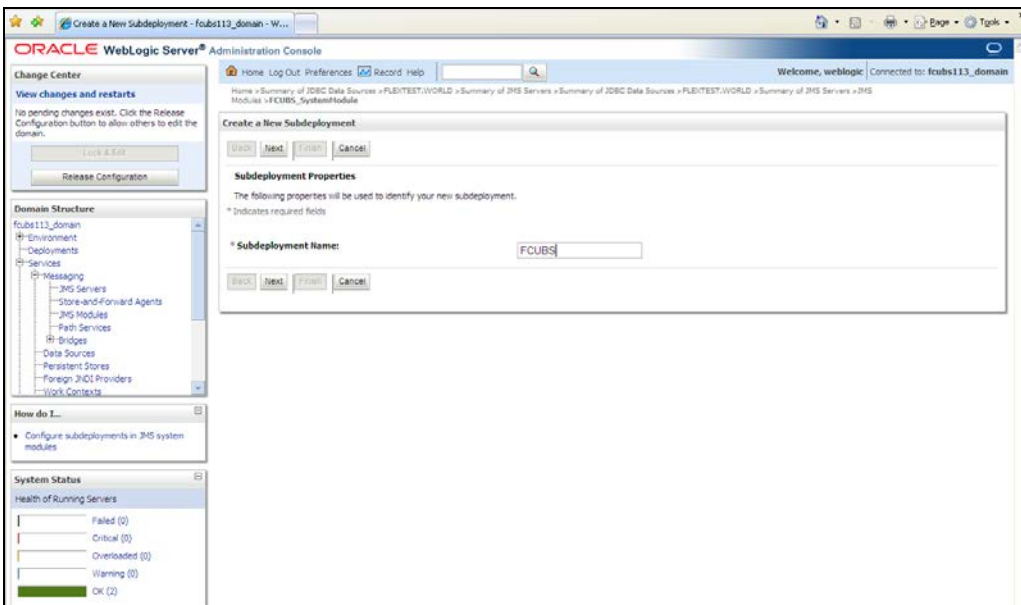 Create a New Subdeployment - fcubs113_domain - W...
Page
Tools
ORACLE WebLogic Server® Administration Console
Change Center
View changes and restarts
No pending changes exist. Click the Release
Configuration button to allow others to edit the
domain.
Lock & Edit
Release Configuration
Domain Structure
fcubs113_domain
Environment
Deployments
Services
Messaging
JMS Servers
Store-and-Forward Agents
JMS Modules
Path Services
Bridges
Data Sources
Persistent Stores
Foreign JNDI Providers
Work Contexts
How do I...
Configure subdeployments in JMS system
modules
System Status
Health of Running Servers
Failed (0)
Critical (0)
Overloaded (0)
Warning (0)
OK (2)
Home Log Out Preferences Record Help
Welcome, weblogic Connected to: fcubs113_domain
Home >Summary of JDBC Data Sources >FLEXTEST.WORLD >Summary of JMS Servers >Summary of JDBC Data Sources >FLEXTEST.WORLD >Summary of JMS Servers >JMS
Modules >FCUBS_SystemModule
Create a New Subdeployment
Back Next Finish Cancel
Subdeployment Properties
The following properties will be used to identify your new subdeployment.
* Indicates required fields
* Subdeployment Name: FCUBS
Back Next Finish Cancel